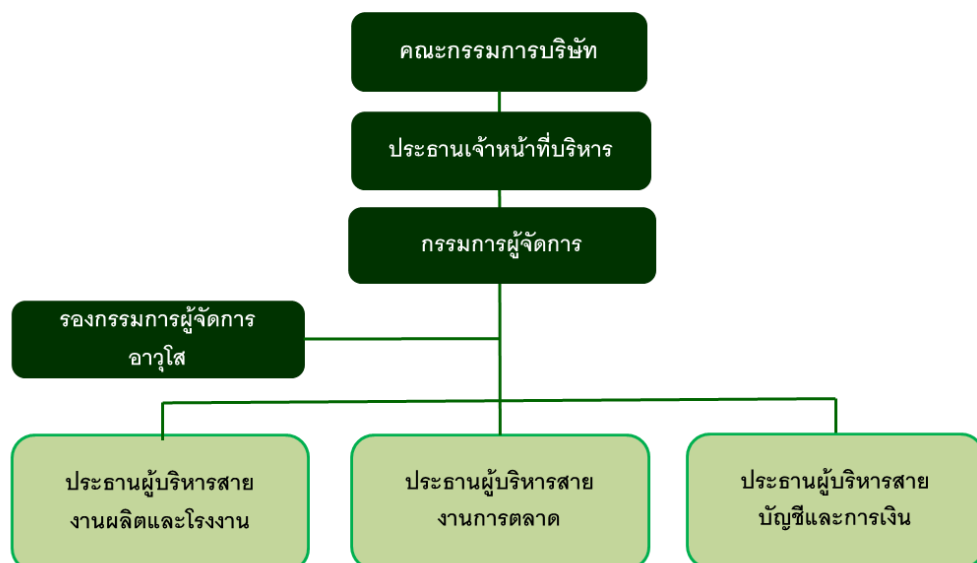 คณะกรรมการบริษัท
ประธานเจ้าหน้าที่บริหาร
กรรมการผู้จัดการ
รองกรรมการผู้จัดการ
อาวุโส
ประธานผู้บริหารสาย
งานผลิตและโรงงาน
ประธานผู้บริหารสาย
งานการตลาด
ประธานผู้บริหารสาย
บัญชีและการเงิน